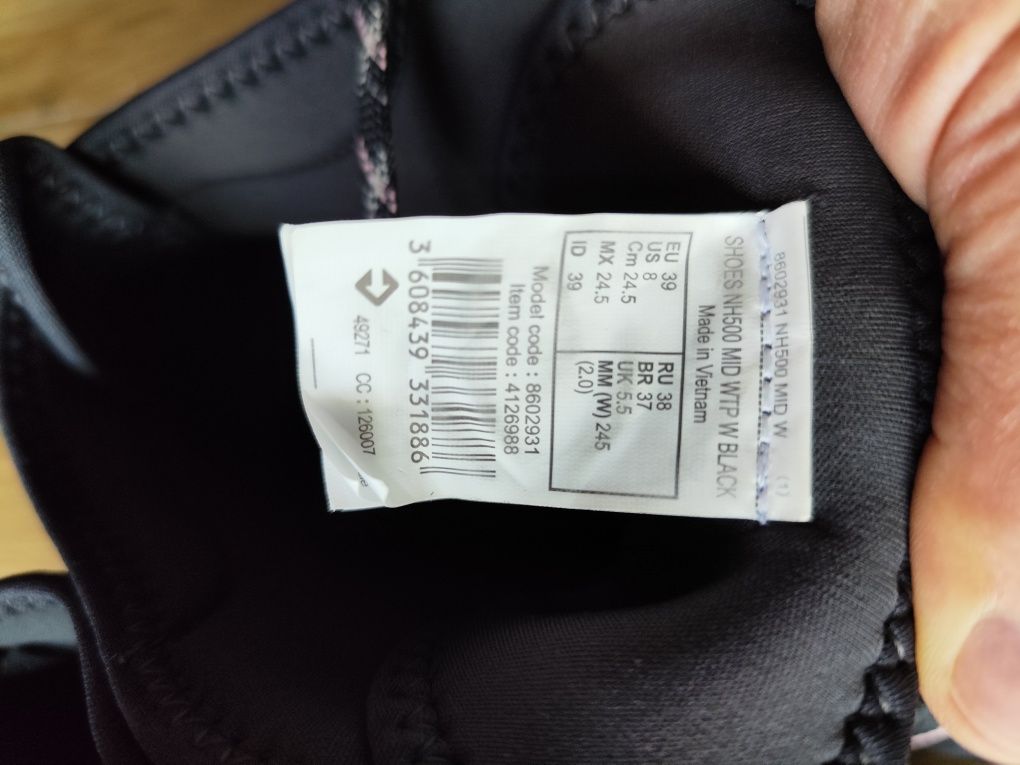 8602931 NH500 MID W (1)
SHOES NH500 MID WTP W BLACK
Made in Vietnam
EU 39
US 8
Cm 24.5
MX 24.5
ID 39
RU 38
BR 37
UK 5.5
MM (W) 245
(2.0)
Model code : 8602931
Item code : 4126988
3 608439 331886
49271 CC : 126007